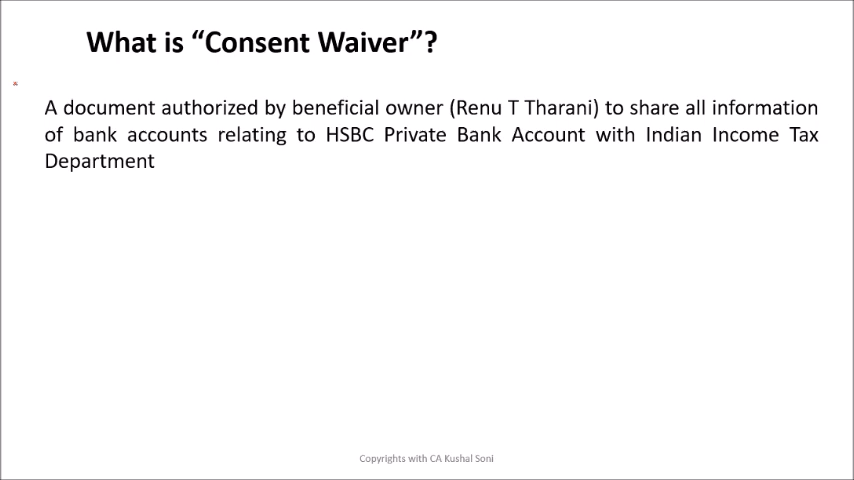 What is “Consent Waiver”?
A document authorized by beneficial owner (Renu T Tharani) to share all information
of bank accounts relating to HSBC Private Bank Account with Indian Income Tax
Department
Copyrights with CA Kushal Soni